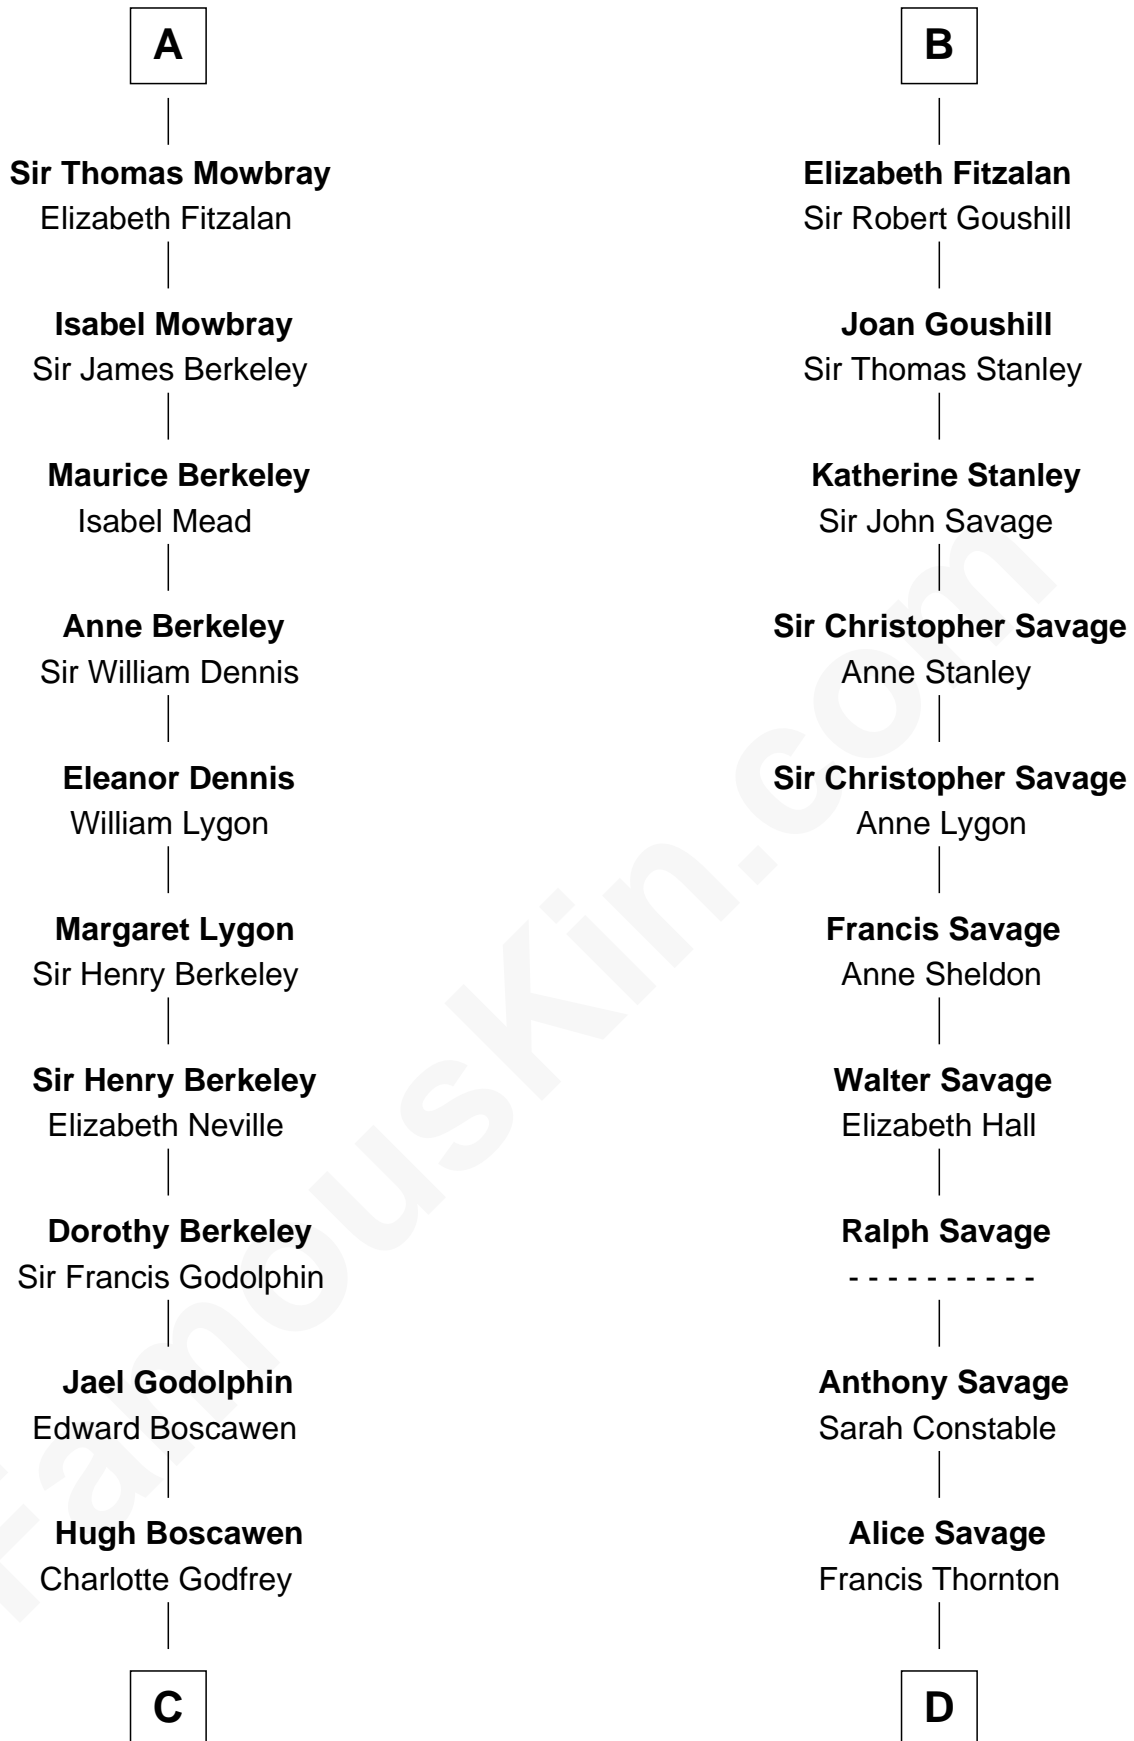 A
Sir Thomas Mowbray
Elizabeth Fitzalan
Isabel Mowbray
Sir James Berkeley
Maurice Berkeley
Isabel Mead
Anne Berkeley
Sir William Dennis
Eleanor Dennis
William Lygon
Margaret Lygon
Sir Henry Berkeley
Sir Henry Berkeley
Elizabeth Neville
Dorothy Berkeley
Sir Francis Godolphin
Jael Godolphin
Edward Boscawen
Hugh Boscawen
Charlotte Godfrey
C
B
Elizabeth Fitzalan
Sir Robert Goushill
Joan Goushill
Sir Thomas Stanley
Katherine Stanley
Sir John Savage
Sir Christopher Savage
Anne Stanley
Sir Christopher Savage
Anne Lygon
Francis Savage
Anne Sheldon
Walter Savage
Elizabeth Hall
Ralph Savage
- - - - - - - - - -
Anthony Savage
Sarah Constable
Alice Savage
Francis Thornton
D
FamousKin.com